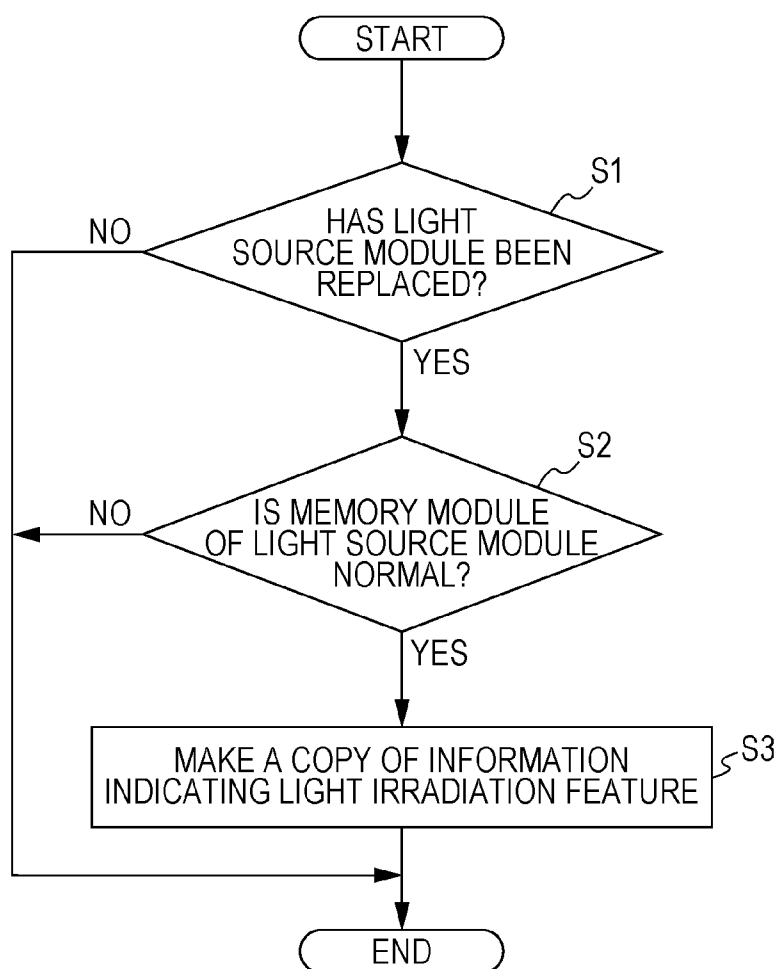 START
S1
HAS LIGHT
SOURCE MODULE BEEN
REPLACED?
NO
YES
S2
IS MEMORY MODULE
OF LIGHT SOURCE MODULE
NORMAL?
NO
YES
S3
MAKE A COPY OF INFORMATION
INDICATING LIGHT IRRADIATION FEATURE
END